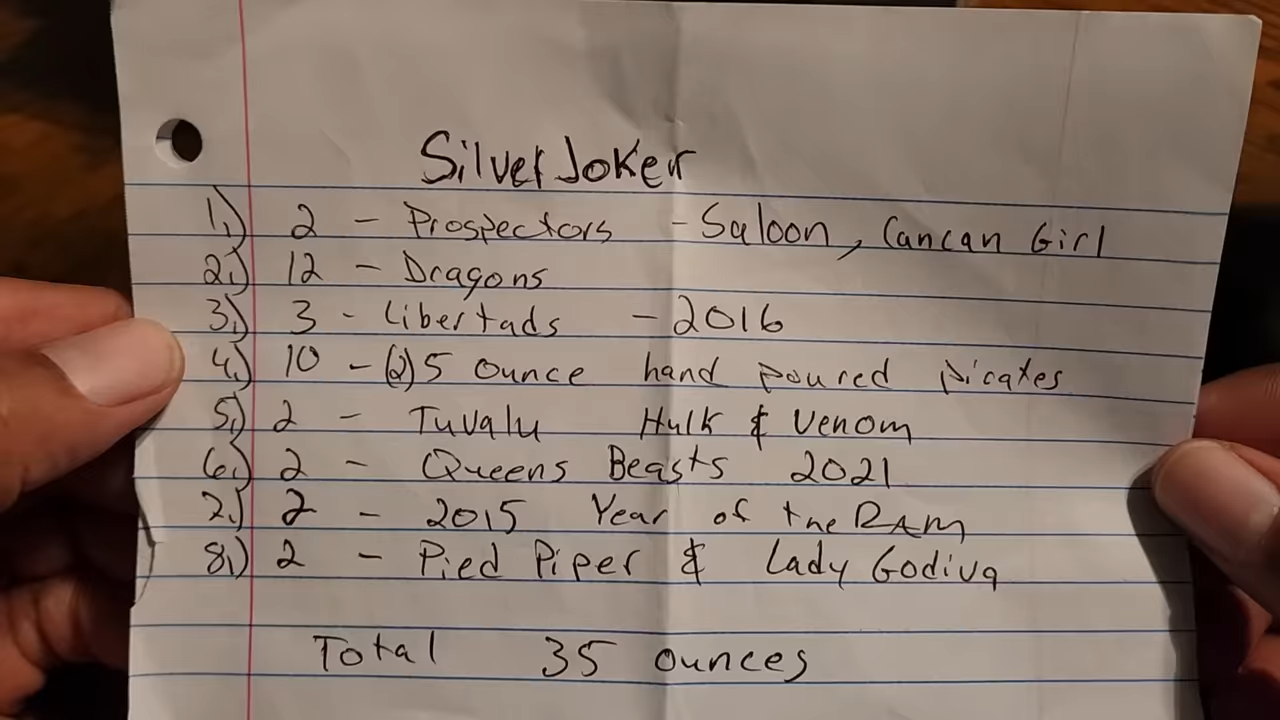 Silver Joker
1.) 2 - Prospectors - Saloon, Cancan Girl
2.) 12 - Dragons
3.) 3 - Libertads - 2016
4.) 10 - (2) 5 ounce hand poured pirates
5.) 2 - Tuvalu Hulk & Venom
6.) 2 - Queens Beasts 2021
7.) 2 - 2015 Year of the RAM
8.) 2 - Pied Piper & Lady Godiva
Total 35 ounces